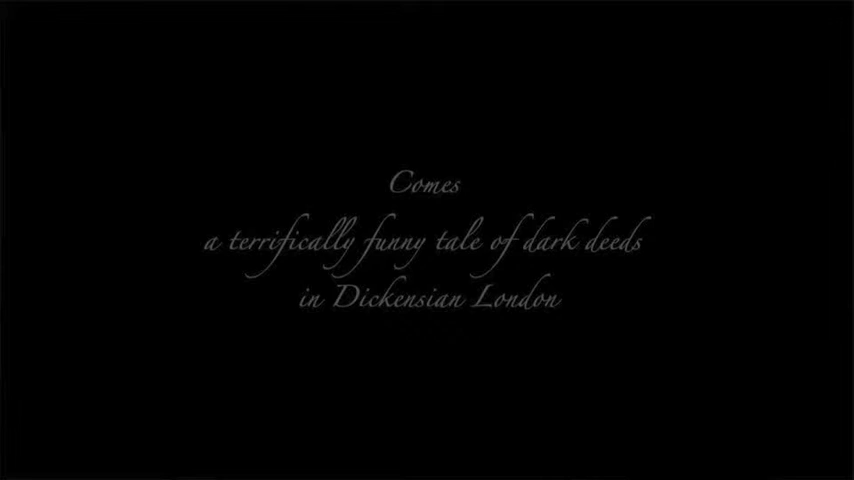 Comes
a terrifically funny tale of dark deeds
in Dickensian London